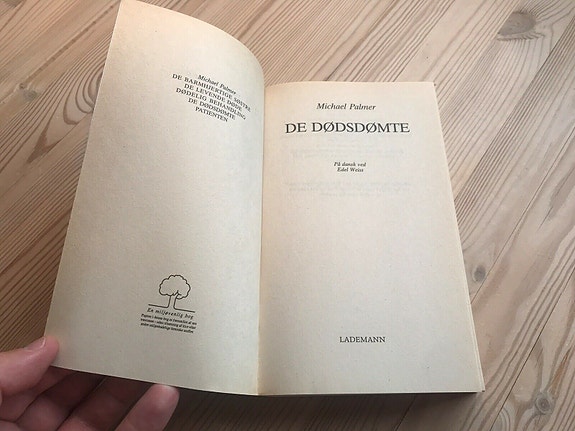 Michael Palmer
DE BARMHJERTIGE SØSTRE
DE LEVENDE DØDE
DØDELIG BEHANDLING
DE DØDSDØMTE
PATIENTEN
En miljøvenlig bog
Michael Palmer
DE DØDSDØMTE
På dansk ved
Edel Weiss
LADEMANN